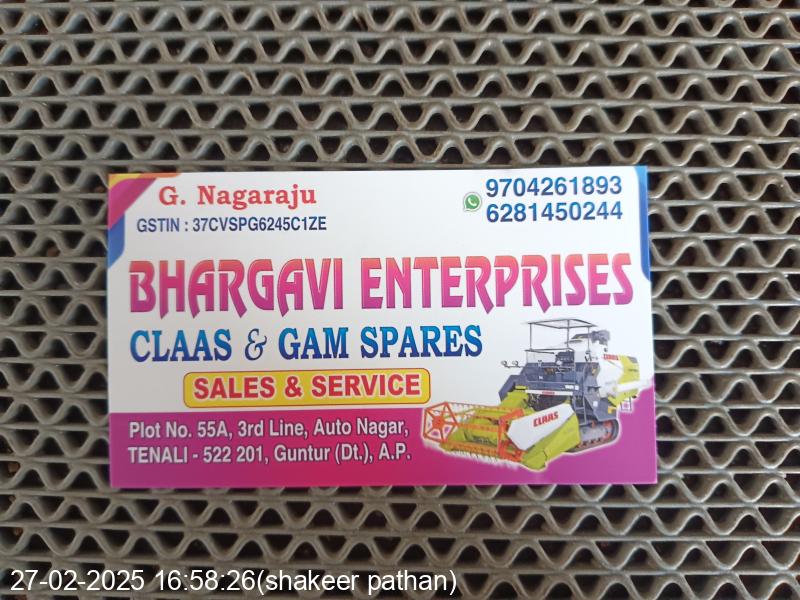 G. Nagaraju
GSTIN : 37CVSPG6245C1ZE
9704261893
6281450244
BHARGAVI ENTERPRISES
CLAAS & GAM SPARES
SALES & SERVICE
CLAAS
CLAAS
Plot No. 55A, 3rd Line, Auto Nagar,
TENALI - 522 201, Guntur (Dt.), A.P.
27-02-2025 16:58:26(shakeer pathan)